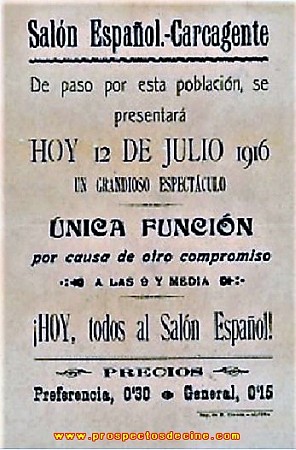 Salón Español.-Carcagente
De paso por esta población, se
presentará
HOY 12 DE JULIO 1916
UN GRANDIOSO ESPECTÁCULO
ÚNICA FUNCIÓN
por causa de otro compromiso
A LAS 9 Y MEDIA
¡HOY, todos al Salón Español!
PRECIOS
Preferencia, 0'30 General, 0'15
www.prospectosdecine.com